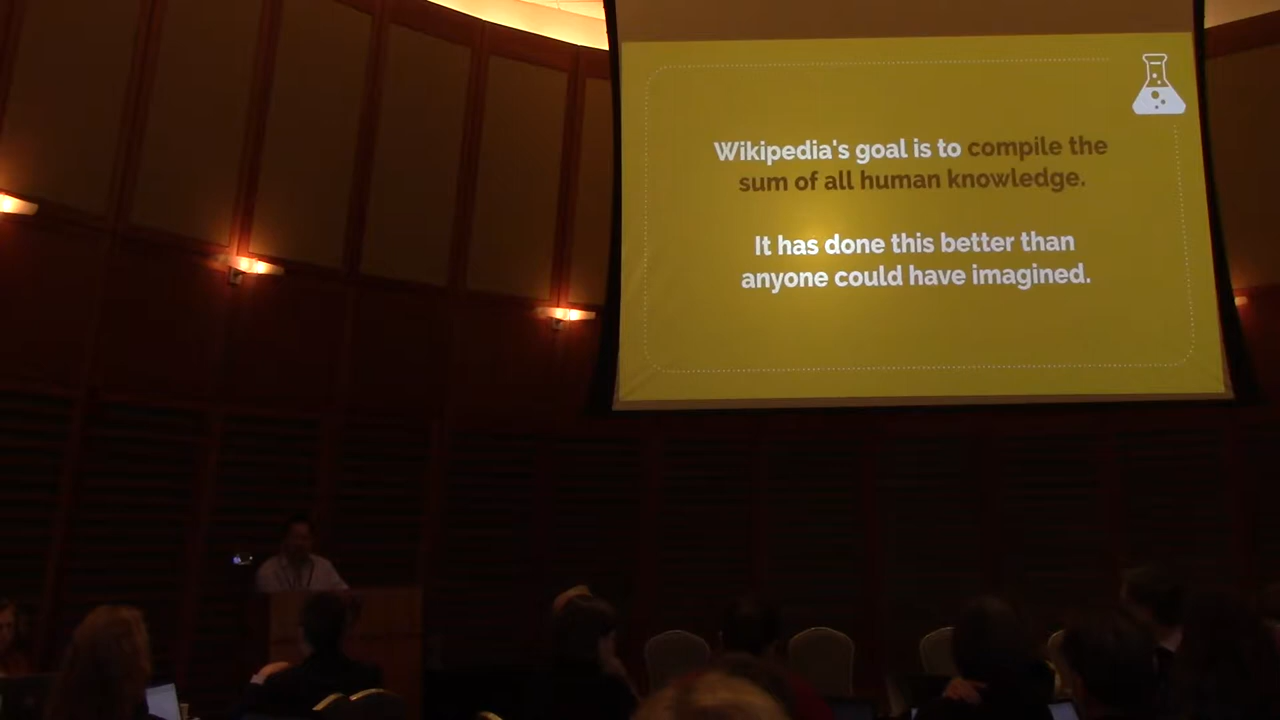 Wikipedia's goal is to compile the
sum of all human knowledge.
It has done this better than
anyone could have imagined.